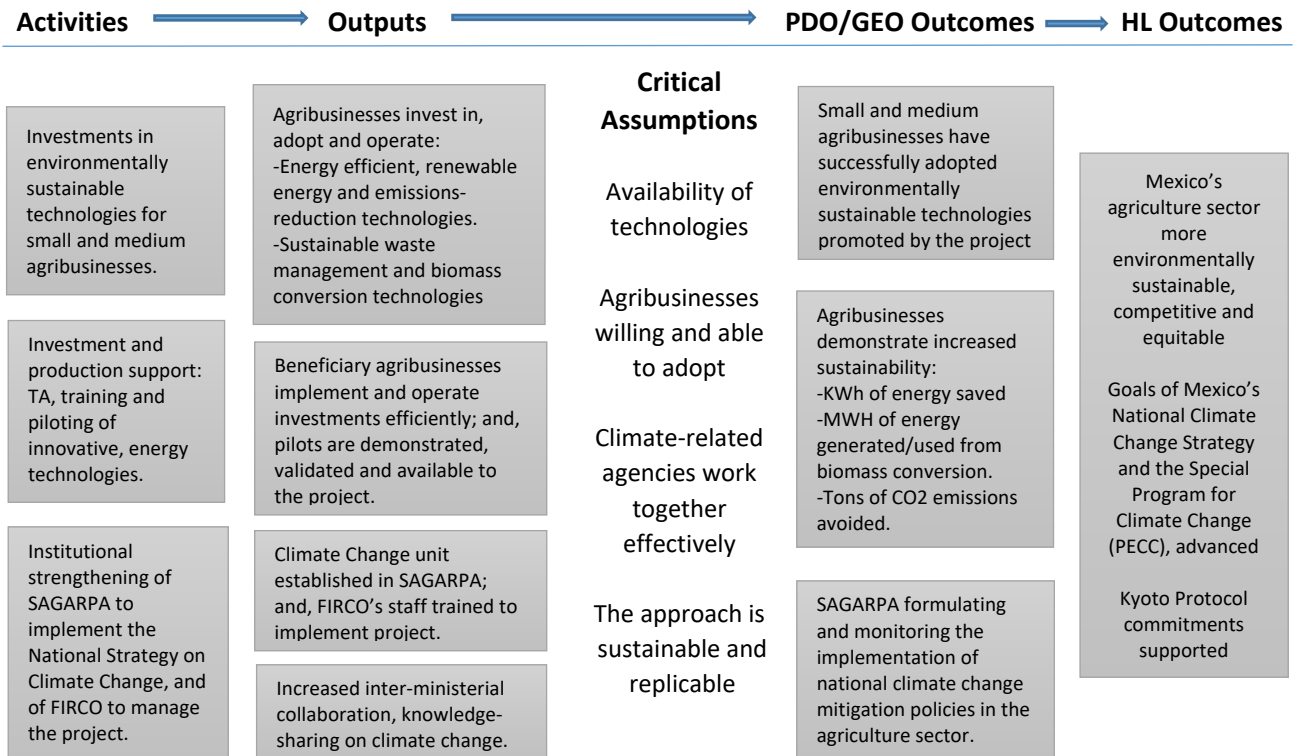 Activities
Outputs
PDO/GEO Outcomes
HL Outcomes
Investments in
environmentally
sustainable
technologies for
small and medium
agribusinesses.
Investment and
production support:
TA, training and
piloting of
innovative, energy
technologies.
Institutional
strengthening of
SAGARPA to
implement the
National Strategy on
Climate Change, and
of FIRCO to manage
the project.
Agribusinesses invest in,
adopt and operate:
-Energy efficient, renewable
energy and emissions-
reduction technologies.
-Sustainable waste
management and biomass
conversion technologies
Beneficiary agribusinesses
implement and operate
investments efficiently; and,
pilots are demonstrated,
validated and available to
the project.
Climate Change unit
established in SAGARPA;
and, FIRCO’s staff trained to
implement project.
Increased inter-ministerial
collaboration, knowledge-
sharing on climate change.
Critical
Assumptions
Availability of
technologies
Agribusinesses
willing and able
to adopt
Climate-related
agencies work
together
effectively
The approach is
sustainable and
replicable
Small and medium
agribusinesses have
successfully adopted
environmentally
sustainable technologies
promoted by the project
Agribusinesses
demonstrate increased
sustainability:
-KWh of energy saved
-MWH of energy
generated/used from
biomass conversion.
-Tons of CO2 emissions
avoided.
SAGARPA formulating
and monitoring the
implementation of
national climate change
mitigation policies in the
agriculture sector.
Mexico’s
agriculture sector
more
environmentally
sustainable,
competitive and
equitable
Goals of Mexico’s
National Climate
Change Strategy
and the Special
Program for
Climate Change
(PECC), advanced
Kyoto Protocol
commitments
supported